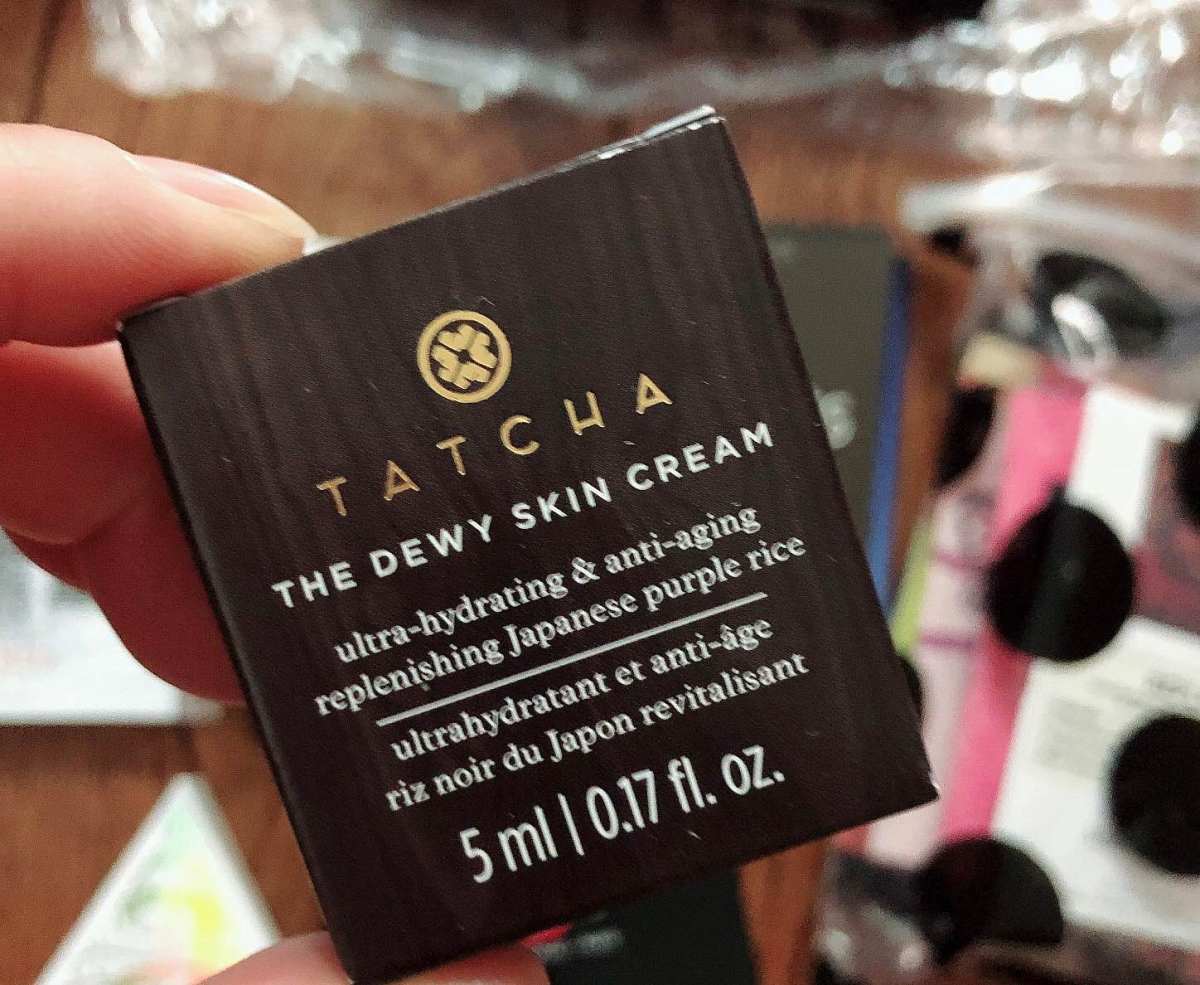 TATCHA
THE DEWY SKIN CREAM
ultra-hydrating & anti-aging
replenishing Japanese purple rice
ultrahydratant et anti-âge
riz noir du Japon revitalisant
5 ml | 0.17 fl. oz.